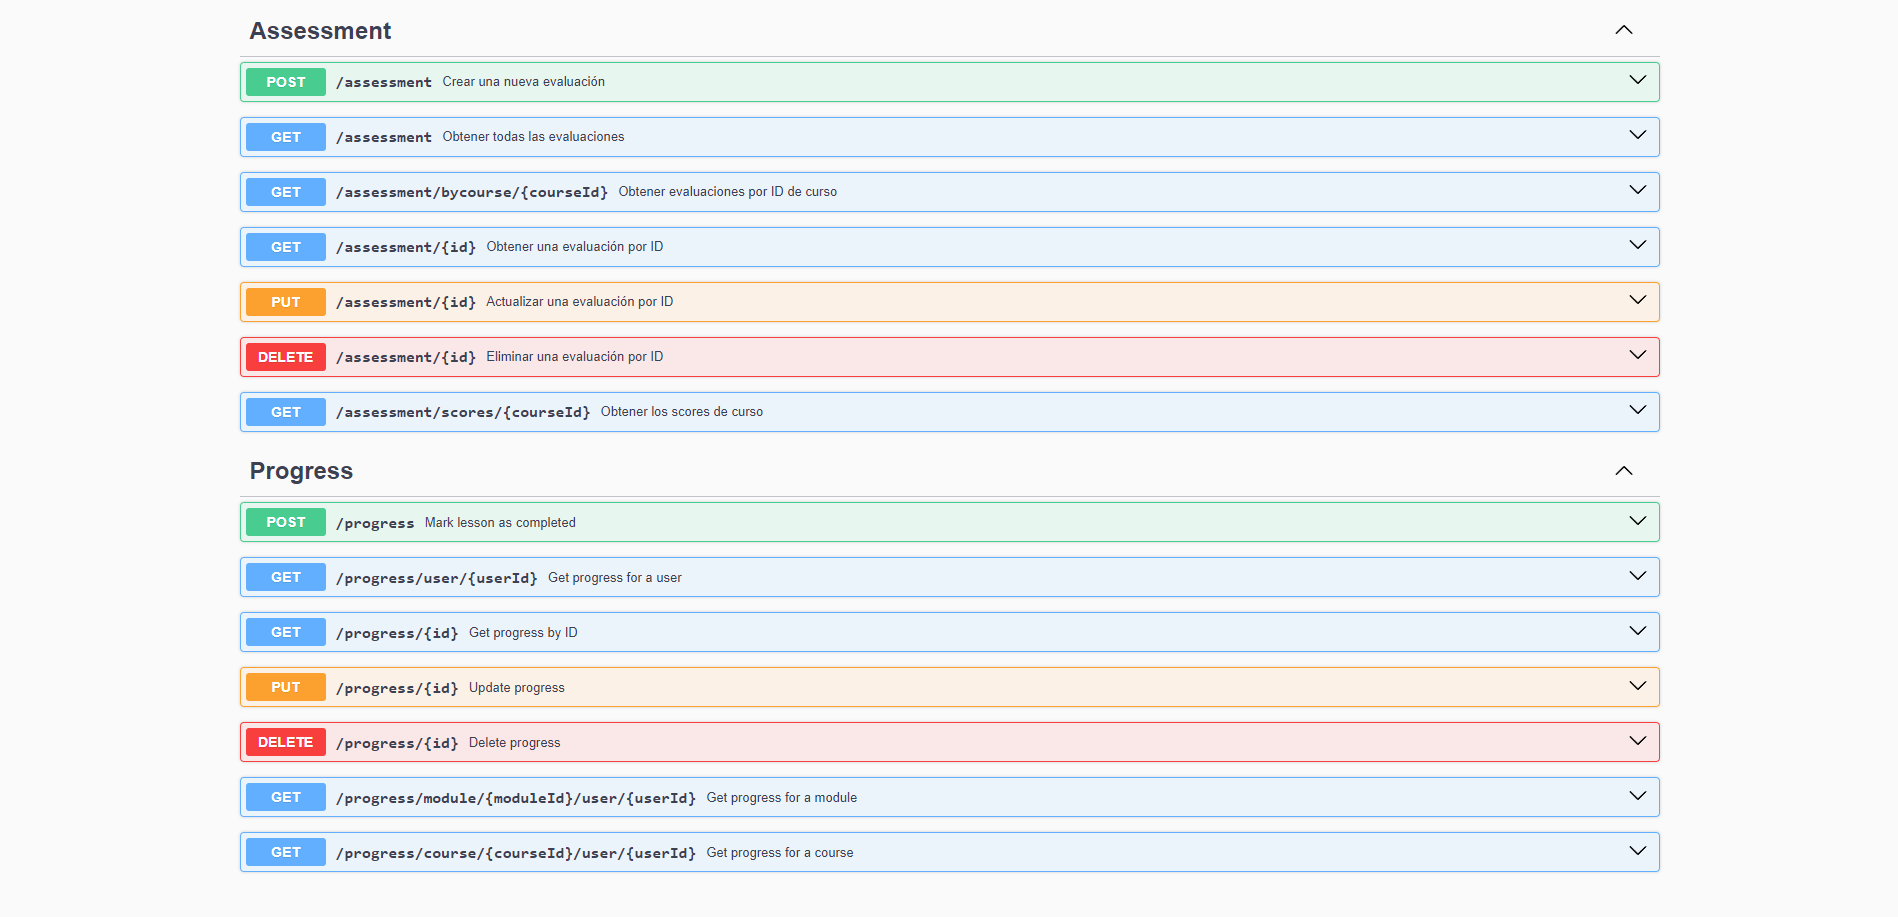 Assessment
POST /assessment Crear una nueva evaluación
GET /assessment Obtener todas las evaluaciones
GET /assessment/bycourse/{courseId} Obtener evaluaciones por ID de curso
GET /assessment/{id} Obtener una evaluación por ID
PUT /assessment/{id} Actualizar una evaluación por ID
DELETE /assessment/{id} Eliminar una evaluación por ID
GET /assessment/scores/{courseId} Obtener los scores de curso
Progress
POST /progress Mark lesson as completed
GET /progress/user/{userId} Get progress for a user
GET /progress/{id} Get progress by ID
PUT /progress/{id} Update progress
DELETE /progress/{id} Delete progress
GET /progress/module/{moduleId}/user/{userId} Get progress for a module
GET /progress/course/{courseId}/user/{userId} Get progress for a course